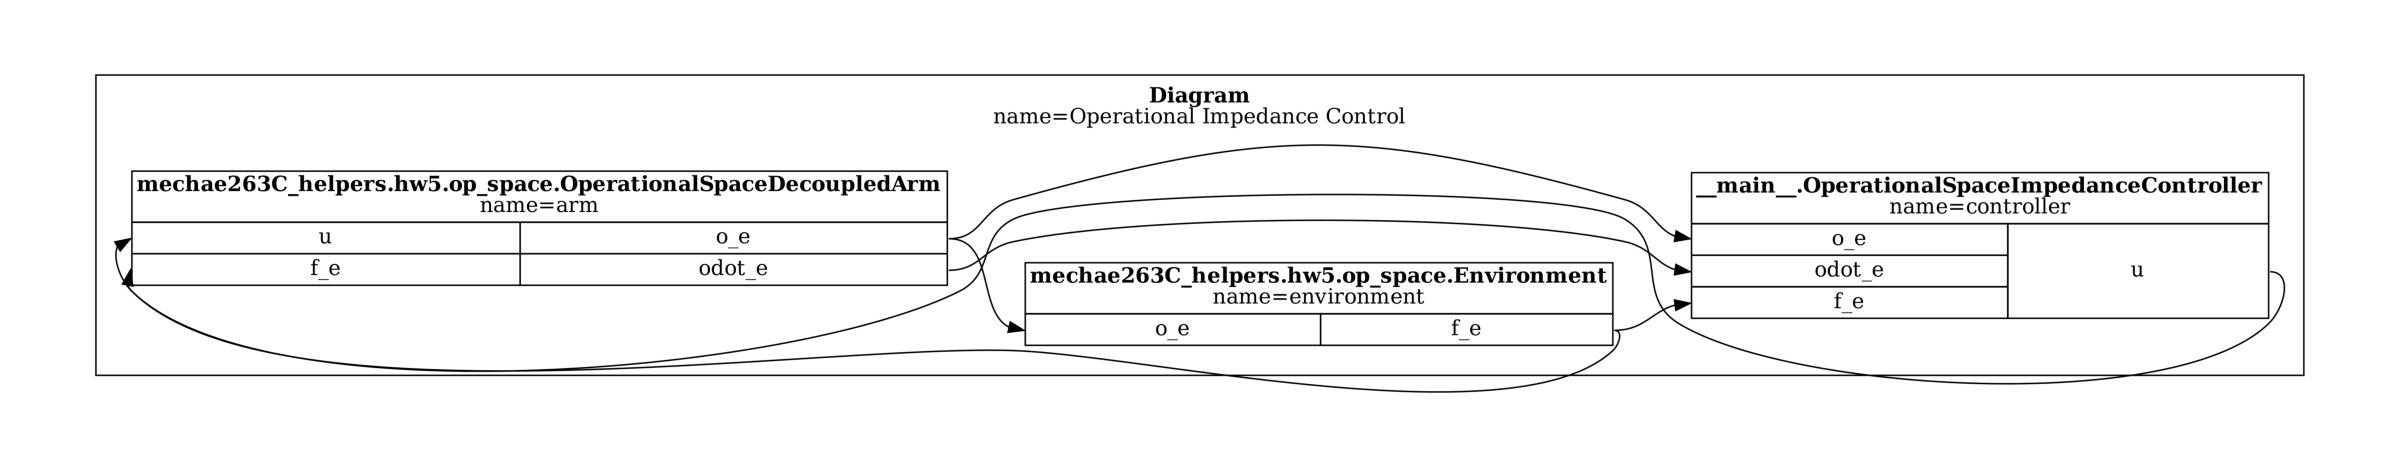 Diagram
name=Operational Impedance Control
mechae263C_helpers.hw5.op_space.OperationalSpaceDecoupledArm
name=arm
u
o_e
f_e
odot_e
mechae263C_helpers.hw5.op_space.Environment
name=environment
o_e
f_e
__main__.OperationalSpaceImpedanceController
name=controller
o_e
odot_e
f_e
u